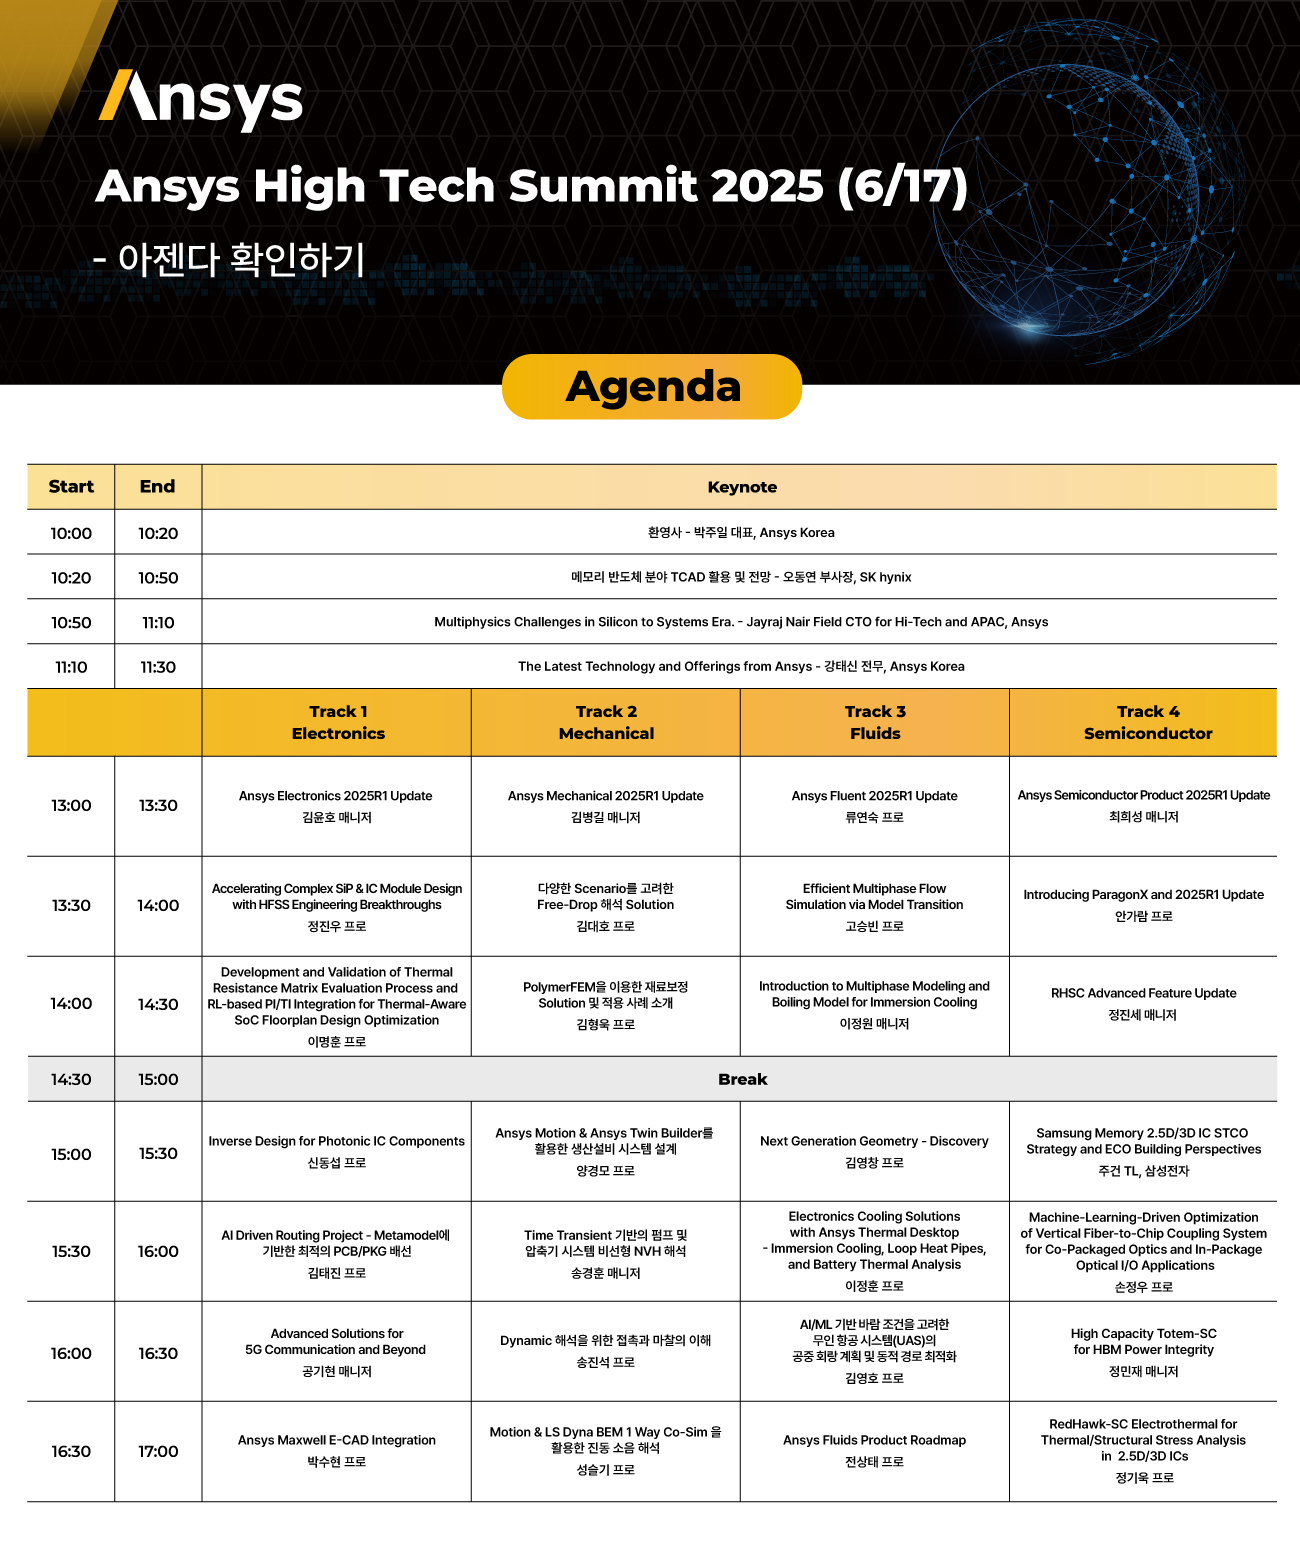 Ansys
Ansys High Tech Summit 2025 (6/17)
- 아젠다 확인하기
Agenda
Start End Keynote
10:00 10:20 환영사 - 박주일 대표, Ansys Korea
10:20 10:50 메모리 반도체 분야 TCAD 활용 및 전망 - 오동연 부사장, SK hynix
10:50 11:10 Multiphysics Challenges in Silicon to Systems Era. - Jayraj Nair Field CTO for Hi-Tech and APAC, Ansys
11:10 11:30 The Latest Technology and Offerings from Ansys - 강태신 전무, Ansys Korea
Track 1
Electronics
Track 2
Mechanical
Track 3
Fluids
Track 4
Semiconductor
13:00 13:30
Ansys Electronics 2025R1 Update
김윤호 매니저
Ansys Mechanical 2025R1 Update
김병길 매니저
Ansys Fluent 2025R1 Update
류연숙 프로
Ansys Semiconductor Product 2025R1 Update
최희성 매니저
13:30 14:00
Accelerating Complex SiP & IC Module Design
with HFSS Engineering Breakthroughs
정진우 프로
다양한 Scenario를 고려한
Free-Drop 해석 Solution
김대호 프로
Efficient Multiphase Flow
Simulation via Model Transition
고승빈 프로
Introducing ParagonX and 2025R1 Update
안가람 프로
14:00 14:30
Development and Validation of Thermal
Resistance Matrix Evaluation Process and
RL-based PI/TI Integration for Thermal-Aware
SoC Floorplan Design Optimization
이명훈 프로
PolymerFEM을 이용한 재료보정
Solution 및 적용 사례 소개
김형욱 프로
Introduction to Multiphase Modeling and
Boiling Model for Immersion Cooling
이정원 매니저
RHSC Advanced Feature Update
정진세 매니저
14:30 15:00 Break
15:00 15:30
Inverse Design for Photonic IC Components
신동섭 프로
Ansys Motion & Ansys Twin Builder를
활용한 생산설비 시스템 설계
양경모 프로
Next Generation Geometry - Discovery
김영창 프로
Samsung Memory 2.5D/3D IC STCO
Strategy and ECO Building Perspectives
주건 TL, 삼성전자
15:30 16:00
AI Driven Routing Project - Metamodel에
기반한 최적의 PCB/PKG 배선
김태진 프로
Time Transient 기반의 펌프 및
압축기 시스템 비선형 NVH 해석
송경훈 매니저
Electronics Cooling Solutions
with Ansys Thermal Desktop
- Immersion Cooling, Loop Heat Pipes,
and Battery Thermal Analysis
이정훈 프로
Machine-Learning-Driven Optimization
of Vertical Fiber-to-Chip Coupling System
for Co-Packaged Optics and In-Package
Optical I/O Applications
손정우 프로
16:00 16:30
Advanced Solutions for
5G Communication and Beyond
공기현 매니저
Dynamic 해석을 위한 접촉과 마찰의 이해
송진석 프로
AI/ML 기반 바람 조건을 고려한
무인 항공 시스템(UAS)의
공중 회랑 계획 및 동적 경로 최적화
김영호 프로
High Capacity Totem-SC
for HBM Power Integrity
정민재 매니저
16:30 17:00
Ansys Maxwell E-CAD Integration
박수현 프로
Motion & LS Dyna BEM 1 Way Co-Sim 을
활용한 진동 소음 해석
성슬기 프로
Ansys Fluids Product Roadmap
전상태 프로
RedHawk-SC Electrothermal for
Thermal/Structural Stress Analysis
in 2.5D/3D ICs
정기욱 프로